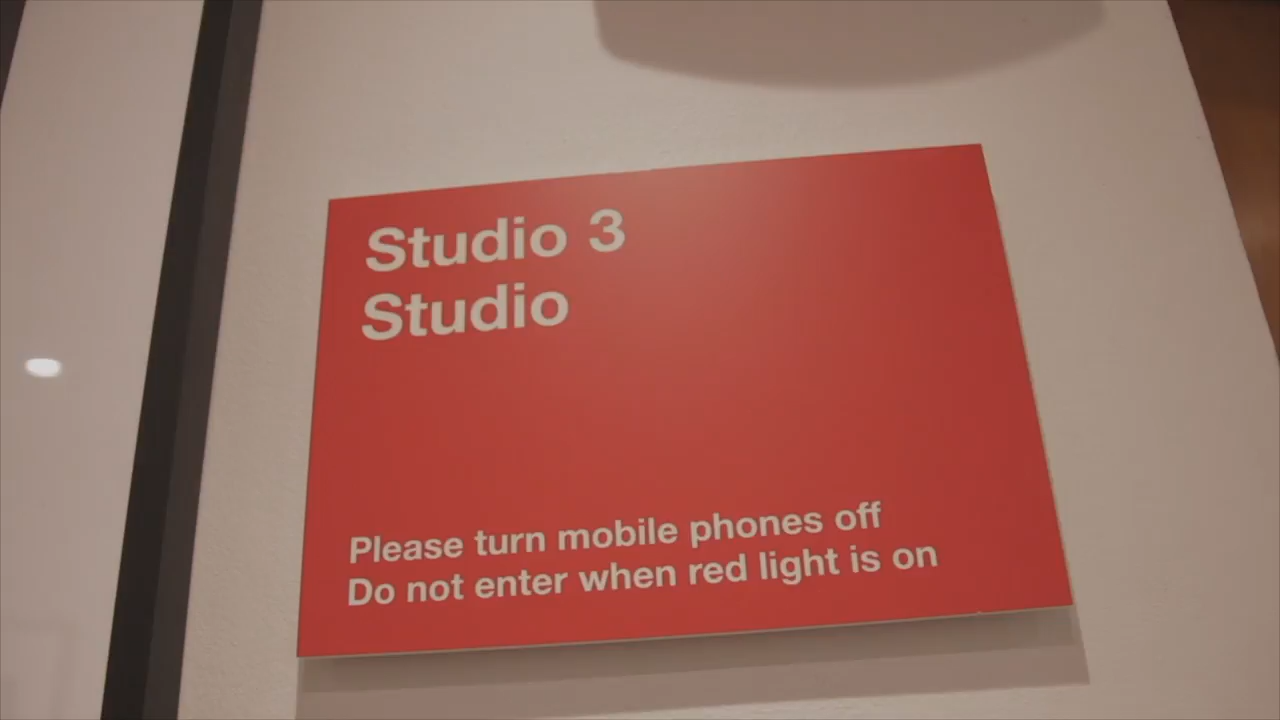 Studio 3
Studio
Please turn mobile phones off
Do not enter when red light is on